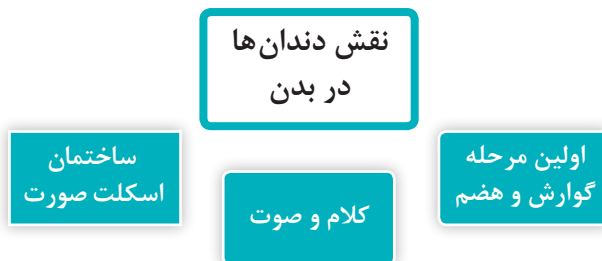 نقش دندان‌ها
در بدن
اولین مرحله
گوارش و هضم
کلام و صوت
ساختمان
اسکلت صورت